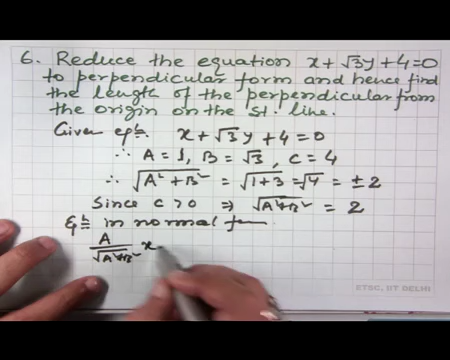 6. Reduce the equation x + √3y + 4 = 0
to perpendicular form and hence find
the length of the perpendicular from
the origin on the st. line.
Given eqⁿ. x + √3 y + 4 = 0
∴ A = 1, B = √3, C = 4
∴ √A² + B² = √1 + 3 = √4 = ± 2
Since C > 0 ⇒ √A² + B² = 2
Eqⁿ in normal form
A/√A²+B² x
ETSC, IIT DELHI